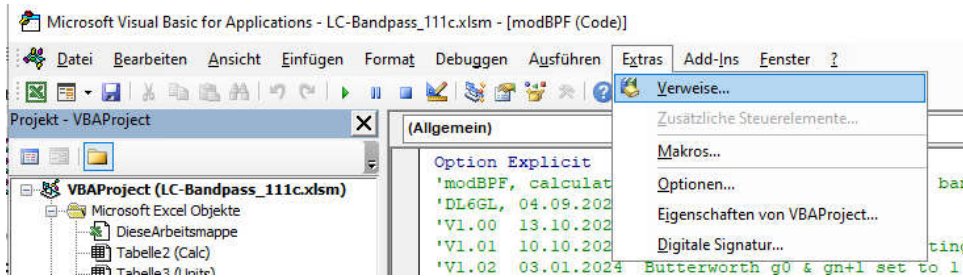 Microsoft Visual Basic for Applications - LC-Bandpass_111c.xlsm - [modBPF (Code)]
Datei Bearbeiten Ansicht Einfügen Format Debuggen Ausführen Extras Add-Ins Fenster ?
Verweise...
Projekt - VBAProject
(Allgemein)
Zusätzliche Steuerelemente...
Makros...
Option Explicit
'modBPF, calculat
Optionen...
'DL6GL, 04.09.202
VBAProject (LC-Bandpass_111c.xlsm)
Microsoft Excel Objekte
Eigenschaften von VBAProject...
'V1.00 13.10.202
DieseArbeitsmappe
'V1.01 10.10.202
Digitale Signatur...
Tabelle2 (Calc)
'V1.02 03.01.2024 Butterworth g0 & gn+1 set to 1
Tabelle3 (Units)